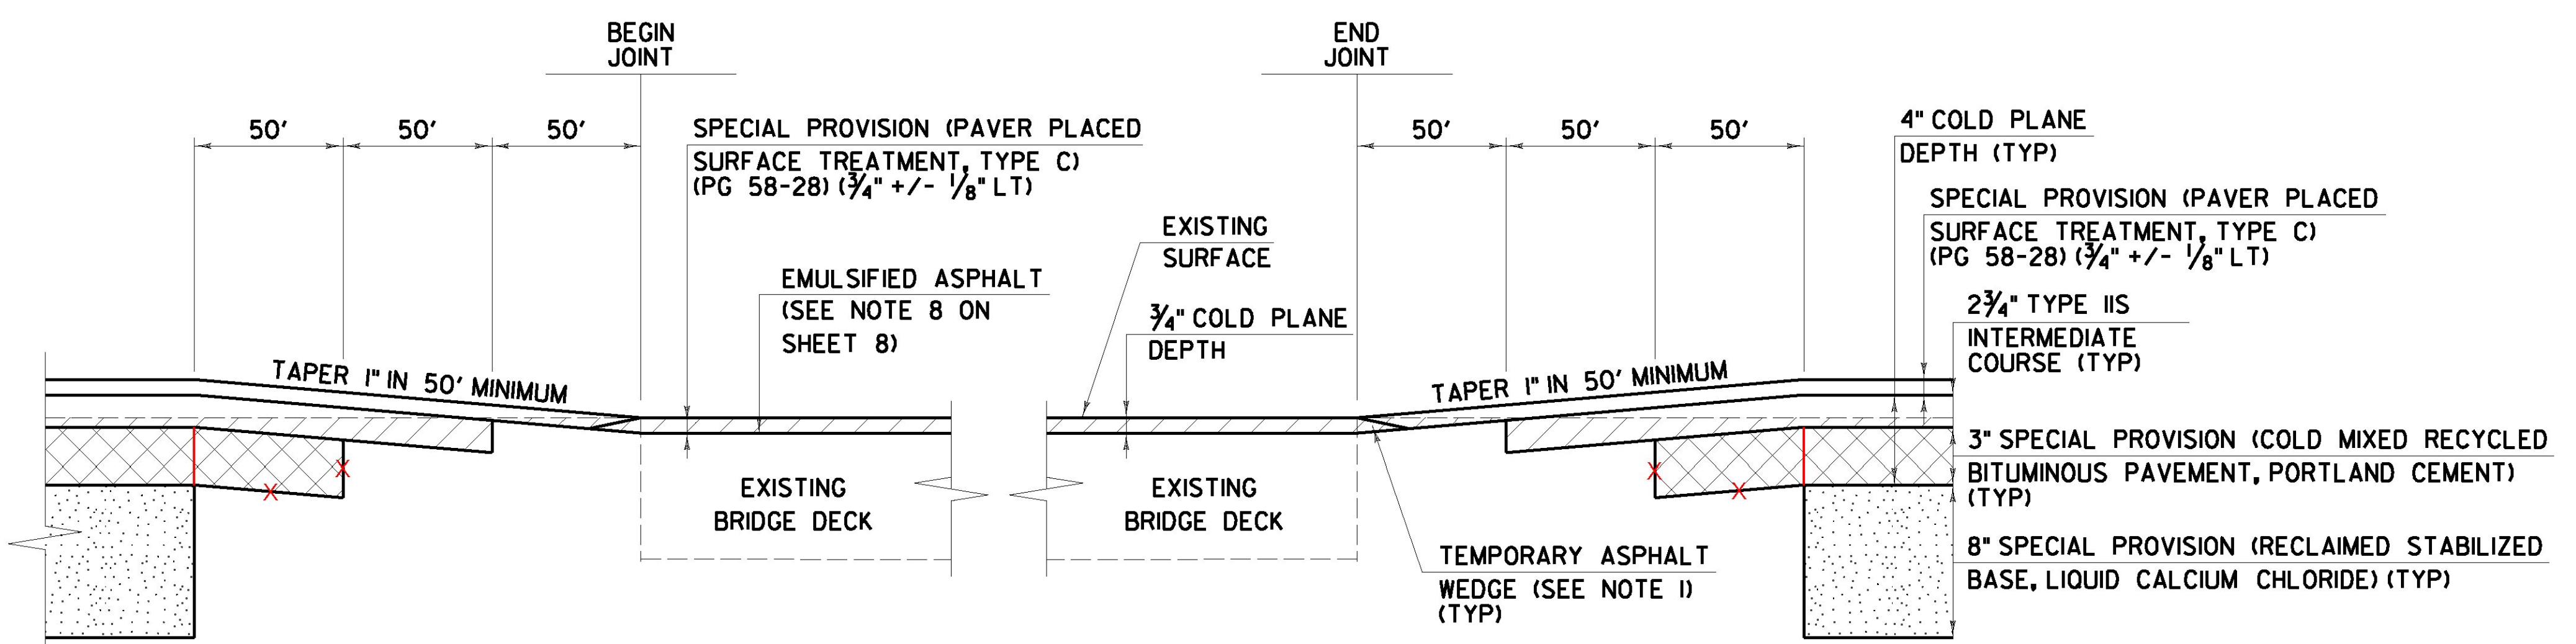 BEGIN
JOINT
END
JOINT
50'
50'
50'
SPECIAL PROVISION (PAVER PLACED
SURFACE TREATMENT, TYPE C)
(PG 58-28) (3/4" +/- 1/8" LT)
50'
50'
50'
4" COLD PLANE
DEPTH (TYP)
SPECIAL PROVISION (PAVER PLACED
SURFACE TREATMENT, TYPE C)
(PG 58-28) (3/4" +/- 1/8" LT)
EXISTING
SURFACE
EMULSIFIED ASPHALT
(SEE NOTE 8 ON
SHEET 8)
3/4" COLD PLANE
DEPTH
2 3/4" TYPE IIS
INTERMEDIATE
COURSE (TYP)
TAPER 1" IN 50' MINIMUM
TAPER 1" IN 50' MINIMUM
3" SPECIAL PROVISION (COLD MIXED RECYCLED
BITUMINOUS PAVEMENT, PORTLAND CEMENT)
(TYP)
EXISTING
BRIDGE DECK
EXISTING
BRIDGE DECK
TEMPORARY ASPHALT
WEDGE (SEE NOTE 1)
(TYP)
8" SPECIAL PROVISION (RECLAIMED STABILIZED
BASE, LIQUID CALCIUM CHLORIDE) (TYP)